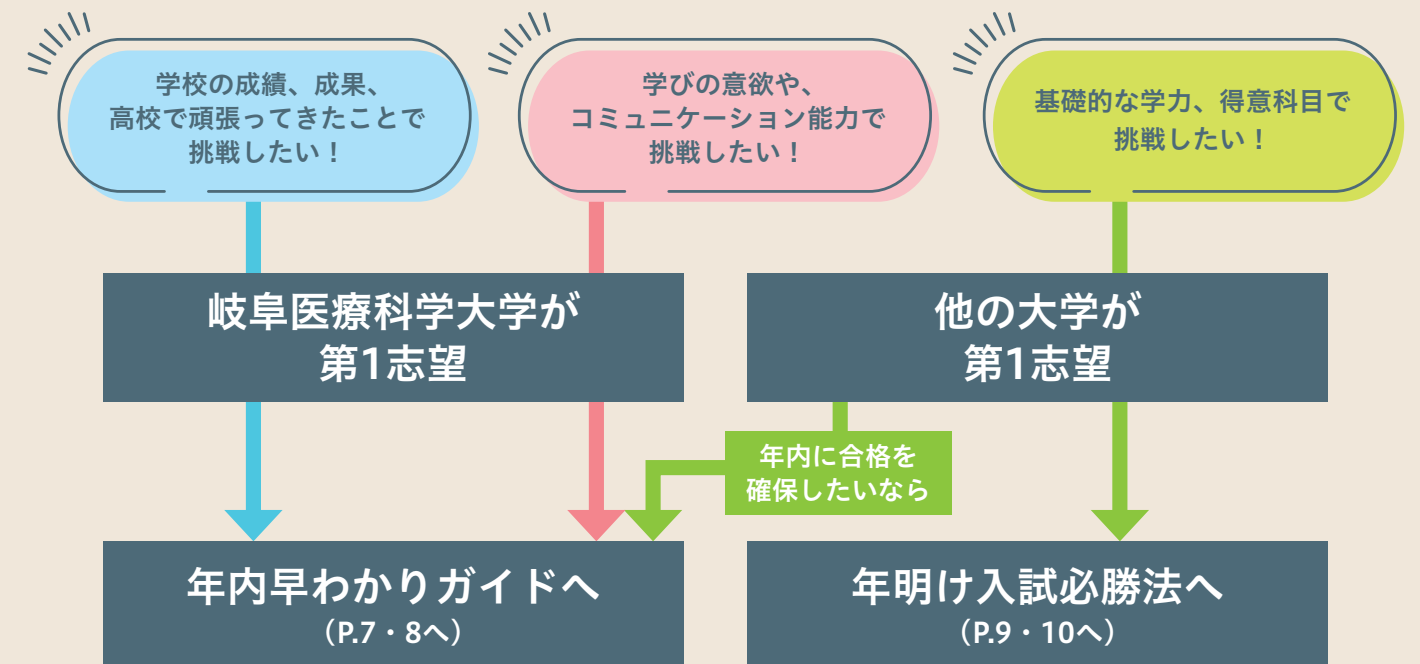 学校の成績、成果、
高校で頑張ってきたことで
挑戦したい！
学びの意欲や、
コミュニケーション能力で
挑戦したい！
基礎的な学力、得意科目で
挑戦したい！
岐阜医療科学大学が
第1志望
他の大学が
第1志望
年内に合格を
確保したいなら
年内早わかりガイドへ
（P.7・8へ）
年明け入試必勝法へ
（P.9・10へ）